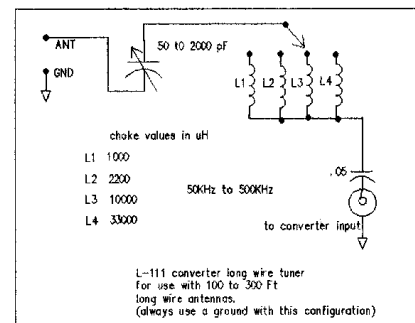 ANT
50 to 2000 pF
GND
L1
L2
L3
L4
choke values in uH
L1 1000
L2 2200
L3 10000
L4 33000
50KHz to 500KHz
.05
to converter input
L-111 converter long wire tuner
for use with 100 to 300 Ft
long wire antennas.
(always use a ground with this configuration)